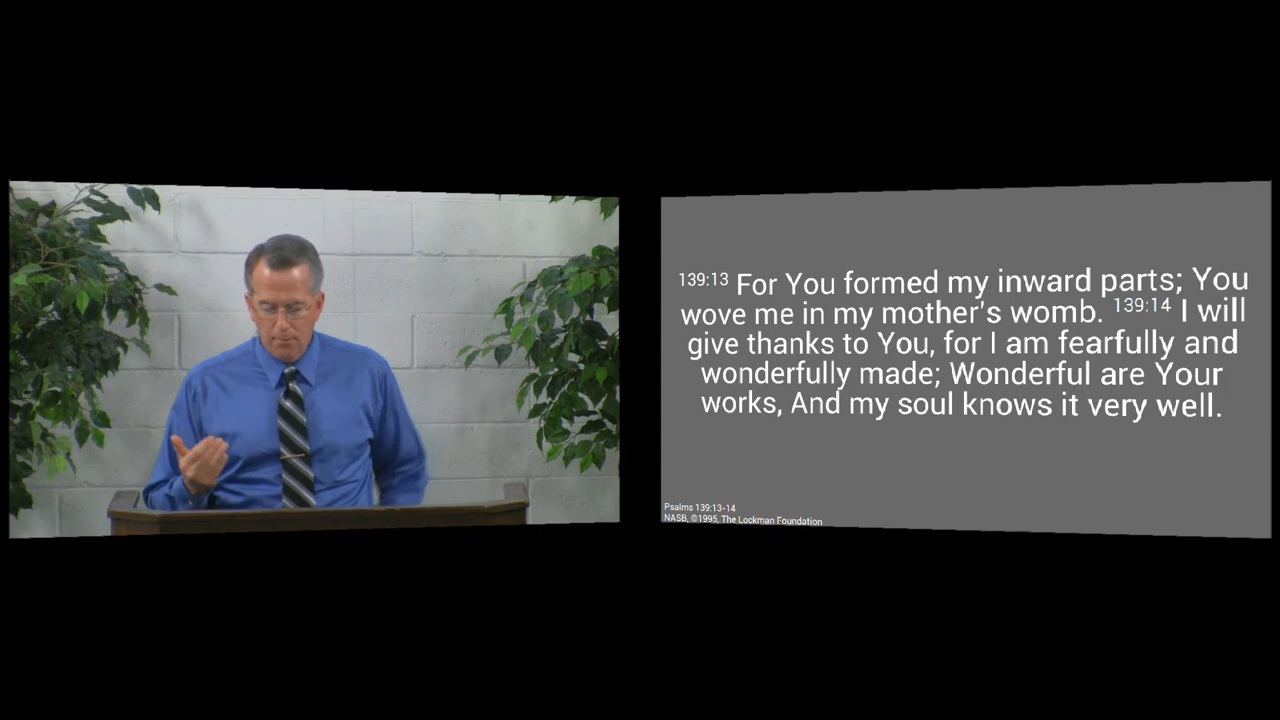 139:13 For You formed my inward parts; You
wove me in my mother's womb. 139:14 I will
give thanks to You, for I am fearfully and
wonderfully made; Wonderful are Your
works, And my soul knows it very well.
Psalms 139:13-14
NASB, ©1995, The Lockman Foundation